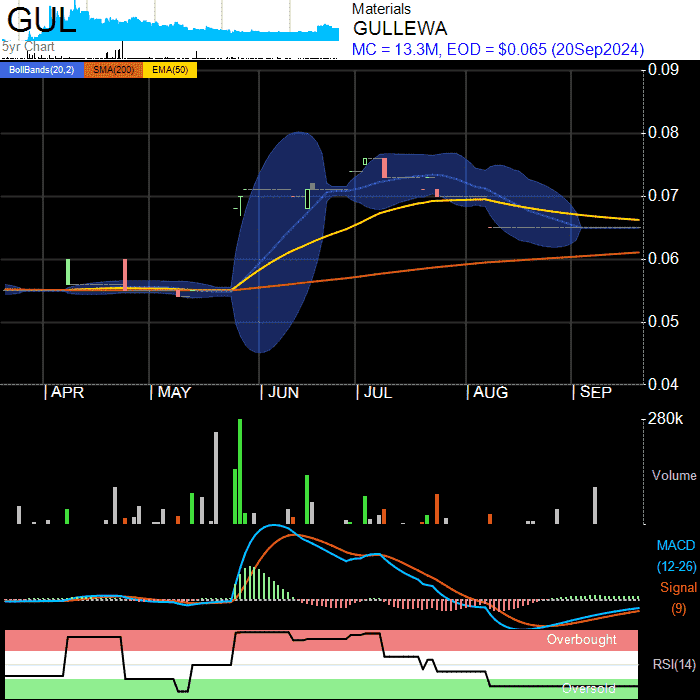 GUL
5yr Chart
Materials
GULLEWA
MC = 13.3M, EOD = $0.065 (20Sep2024)
BollBands(20,2) SMA(200) EMA(50)
0.09
0.08
0.07
0.06
0.05
0.04
APR MAY JUN JUL AUG SEP
280k
Volume
MACD
(12-26)
Signal
(9)
Overbought
RSI(14)
Oversold